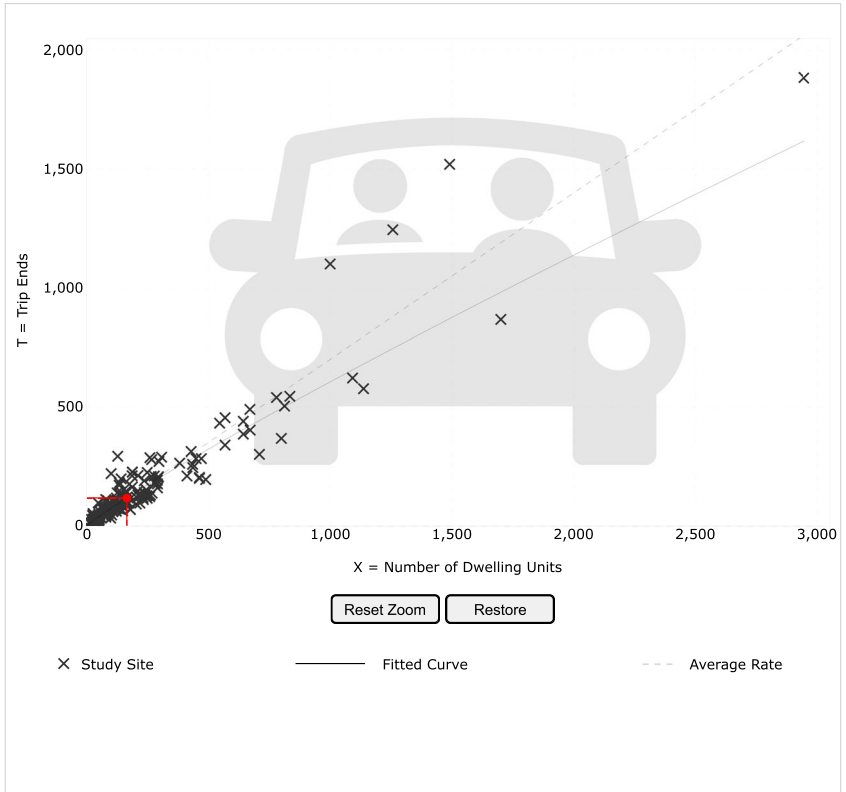 2,000
1,500
1,000
500
0
T = Trip Ends
0 500 1,000 1,500 2,000 2,500 3,000
X = Number of Dwelling Units
Reset Zoom Restore
Study Site Fitted Curve Average Rate